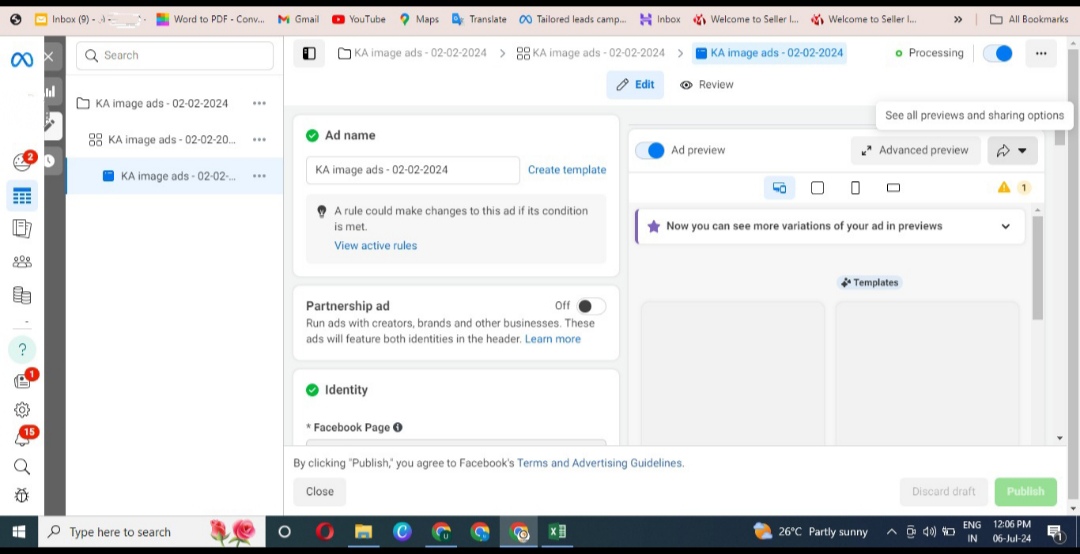 Inbox (9) -
Word to PDF - Conv...
Gmail
YouTube
Maps
Translate
Tailored leads camp...
Inbox
Welcome to Seller I...
Welcome to Seller I...
»
All Bookmarks
Search
KA image ads - 02-02-2024 > KA image ads - 02-02-2024 > KA image ads - 02-02-2024
Processing
Edit
Review
See all previews and sharing options
KA image ads - 02-02-2024
KA image ads - 02-02-20...
KA image ads - 02-02-...
2
1
15
Ad name
KA image ads - 02-02-2024
Create template
A rule could make changes to this ad if its condition
is met.
View active rules
Partnership ad
Off
Run ads with creators, brands and other businesses. These
ads will feature both identities in the header. Learn more
Identity
* Facebook Page
Ad preview
Advanced preview
1
Now you can see more variations of your ad in previews
Templates
By clicking "Publish," you agree to Facebook's Terms and Advertising Guidelines.
Close
Discard draft
Publish
Type here to search
26°C Partly sunny
ENG
IN
12:06 PM
06-Jul-24
1